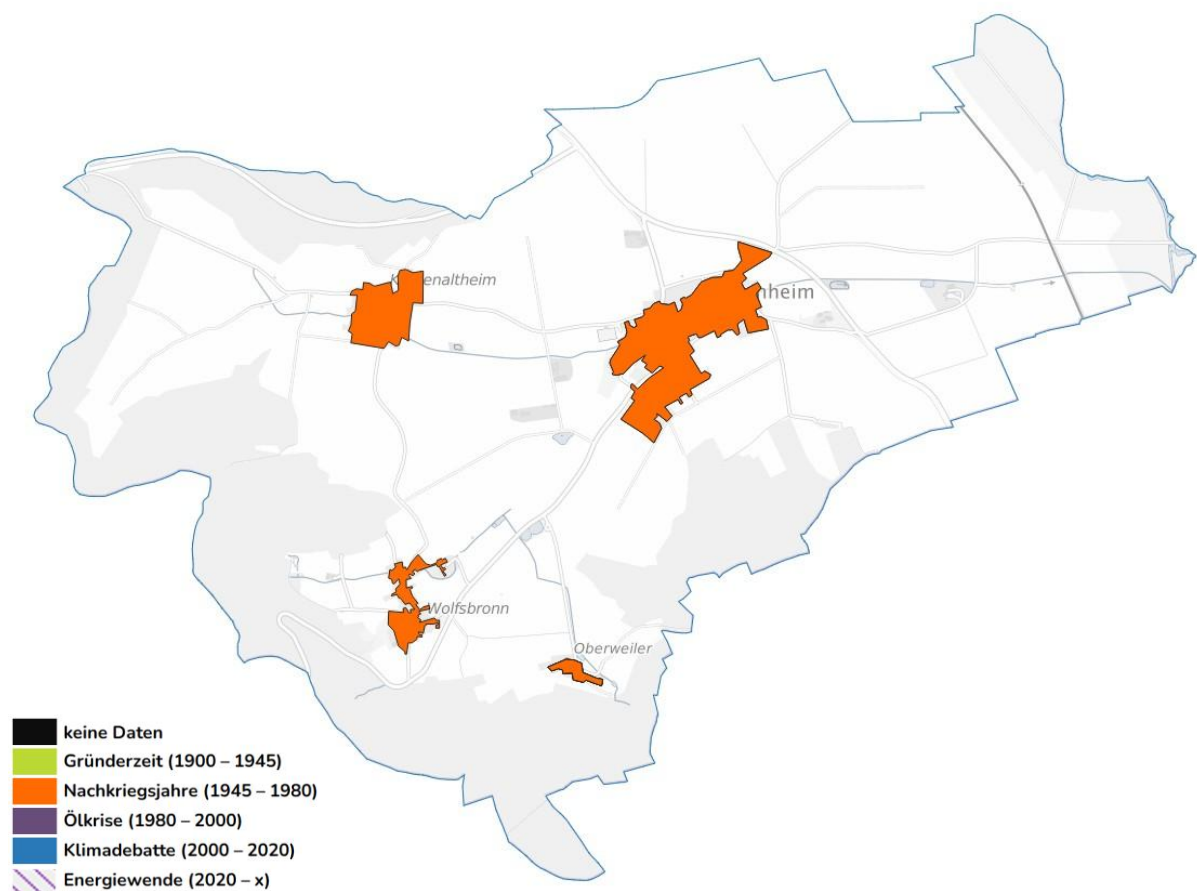 enaltheim
nheim
Wolfsbronn
Oberweiler
keine Daten
Gründerzeit (1900 – 1945)
Nachkriegsjahre (1945 – 1980)
Ölkrise (1980 – 2000)
Klimadebatte (2000 – 2020)
Energiewende (2020 – x)